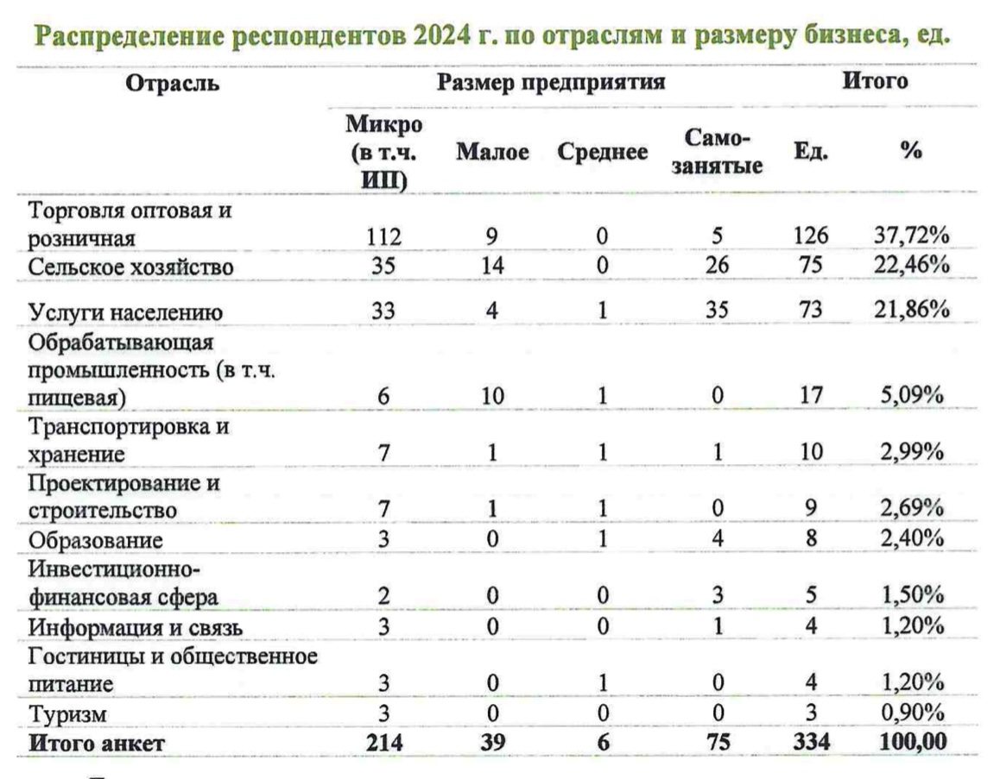 Распределение респондентов 2024 г. по отраслям и размеру бизнеса, ед.
Отрасль Размер предприятия Итого
Микро (в т.ч. ИП) Малое Среднее Само-занятые Ед. %
Торговля оптовая и
розничная 112 9 0 5 126 37,72%
Сельское хозяйство 35 14 0 26 75 22,46%
Услуги населению 33 4 1 35 73 21,86%
Обрабатывающая
промышленность (в т.ч.
пищевая) 6 10 1 0 17 5,09%
Транспортировка и
хранение 7 1 1 1 10 2,99%
Проектирование и
строительство 7 1 1 0 9 2,69%
Образование 3 0 1 4 8 2,40%
Инвестиционно-
финансовая сфера 2 0 0 3 5 1,50%
Информация и связь 3 0 0 1 4 1,20%
Гостиницы и общественное
питание 3 0 1 0 4 1,20%
Туризм 3 0 0 0 3 0,90%
Итого анкет 214 39 6 75 334 100,00